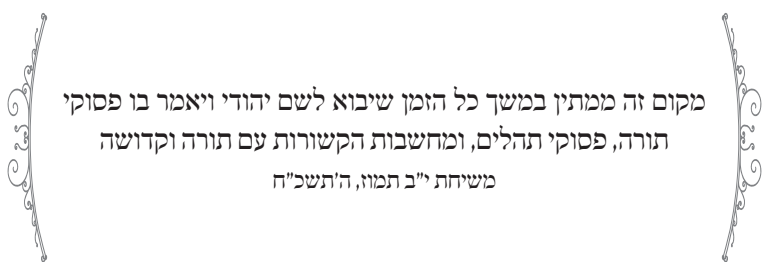 מקום זה ממתין במשך כל הזמן שיבוא לשם יהודי ויאמר בו פסוקי
תורה, פסוקי תהלים, ומחשבות הקשורות עם תורה וקדושה
משיחת י״ב תמוז, ה׳תשכ״ח